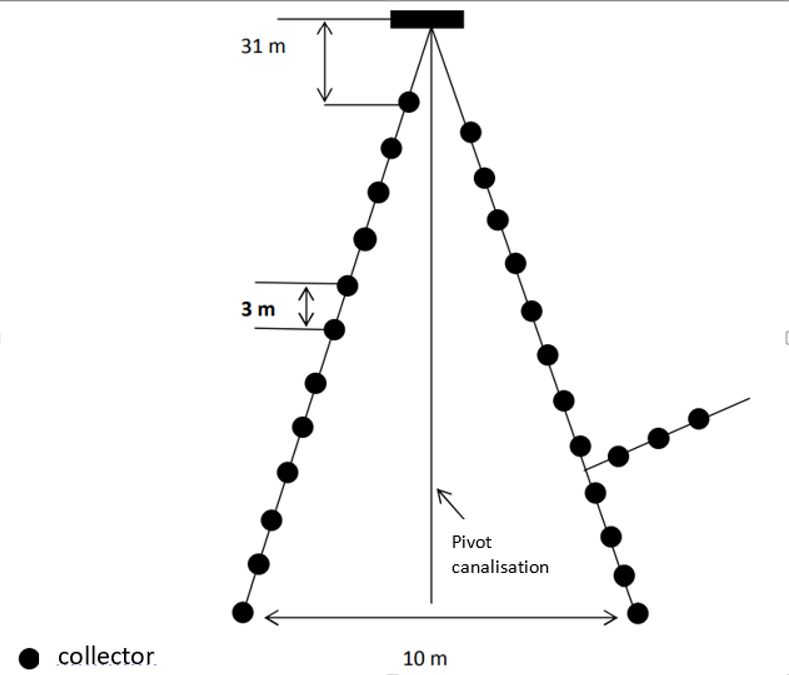 31 m
3 m
Pivot
canalisation
collector
10 m